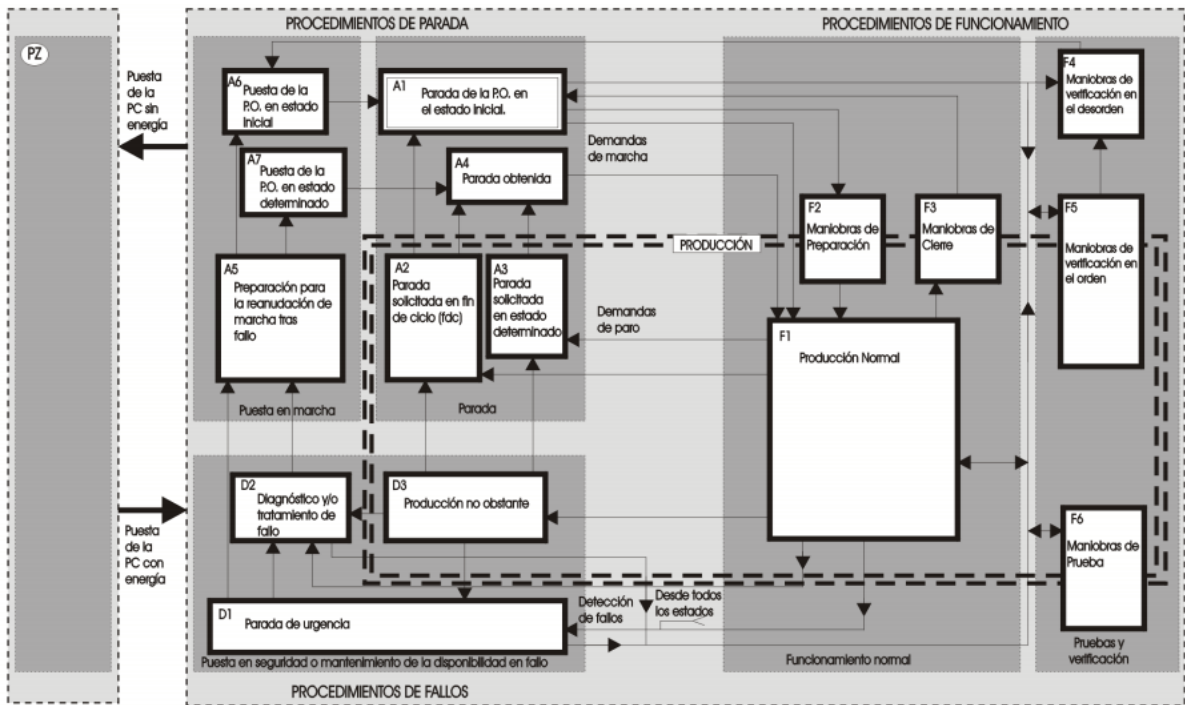 PROCEDIMIENTOS DE PARADA
PROCEDIMIENTOS DE FUNCIONAMIENTO
PZ
Puesta
de la
PC sin
energía
A6
Puesta de la
P.O. en estado
Inicial
A1
Parada de la P.O. en
el estado inicial.
F4
Maniobras de
verificación en
el desorden
A7
Puesta de la
P.O. en estado
determinado
A4
Parada obtenida
Demandas
de marcha
F2
Maniobras de
Preparación
F3
Maniobras de
Cierre
F5
Maniobras de
verificación en
el orden
PRODUCCIÓN
A5
Preparación para
la reanudación de
marcha tras
fallo
A2
Parada
solicitada en fin
de ciclo (fdc)
A3
Parada
solicitada
en estado
determinado
Demandas
de paro
F1
Producción Normal
Puesta en marcha
Parada
D2
Diagnóstico y/o
tratamiento de
fallo
D3
Producción no obstante
F6
Maniobras de
Prueba
Puesta
de la
PC con
energía
D1
Parada de urgencia
Detección
de fallos
Desde todos
los estados
Puesta en seguridad o mantenimiento de la disponibilidad en fallo
Funcionamiento normal
Pruebas y
verificación
PROCEDIMIENTOS DE FALLOS